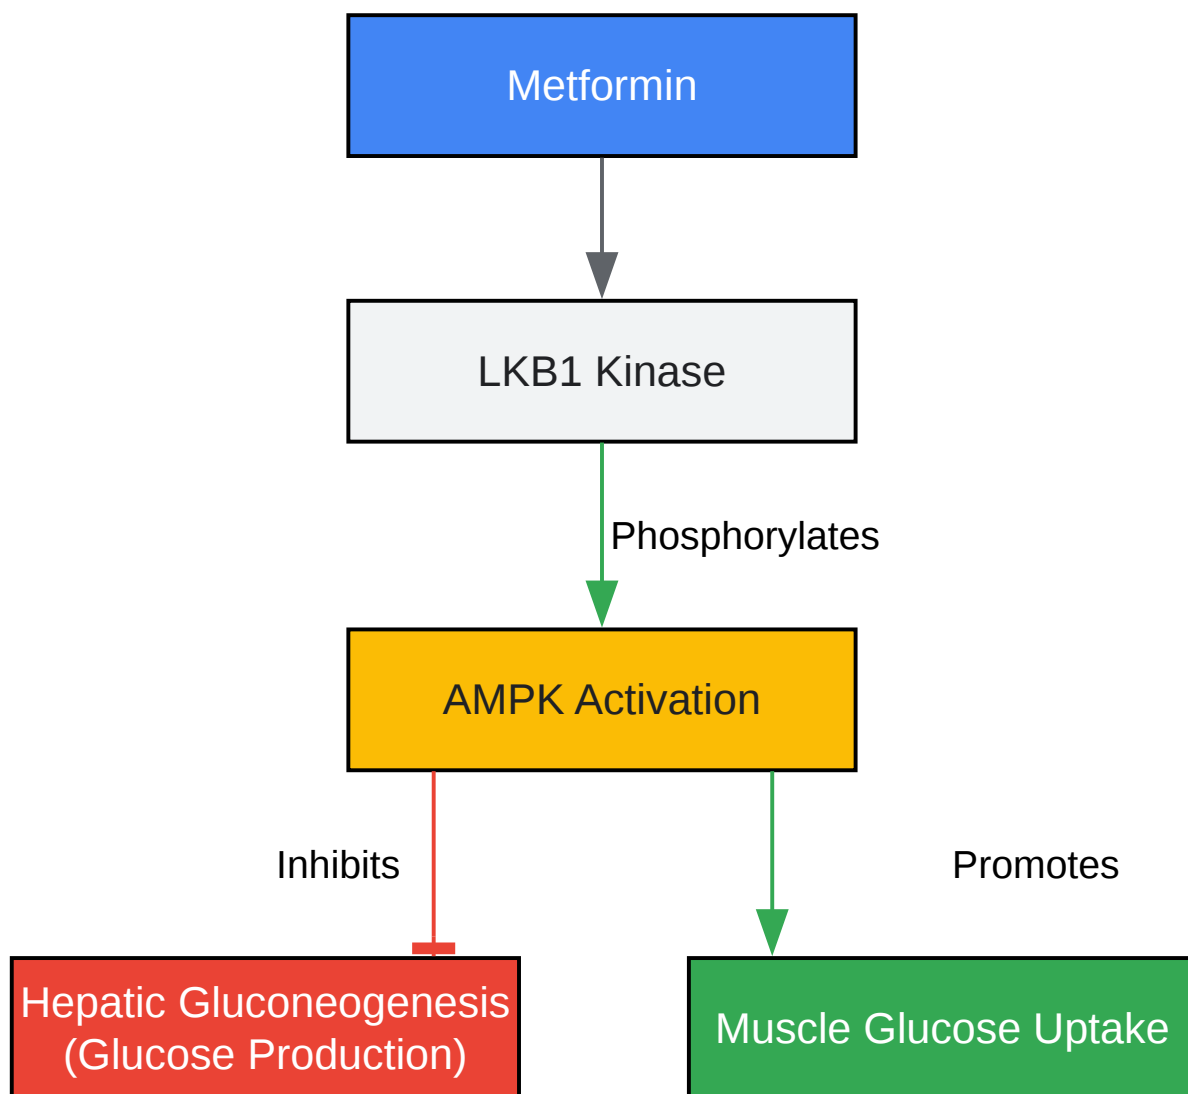 Metformin
LKB1 Kinase
Phosphorylates
AMPK Activation
Inhibits
Promotes
Hepatic Gluconeogenesis
(Glucose Production)
Muscle Glucose Uptake